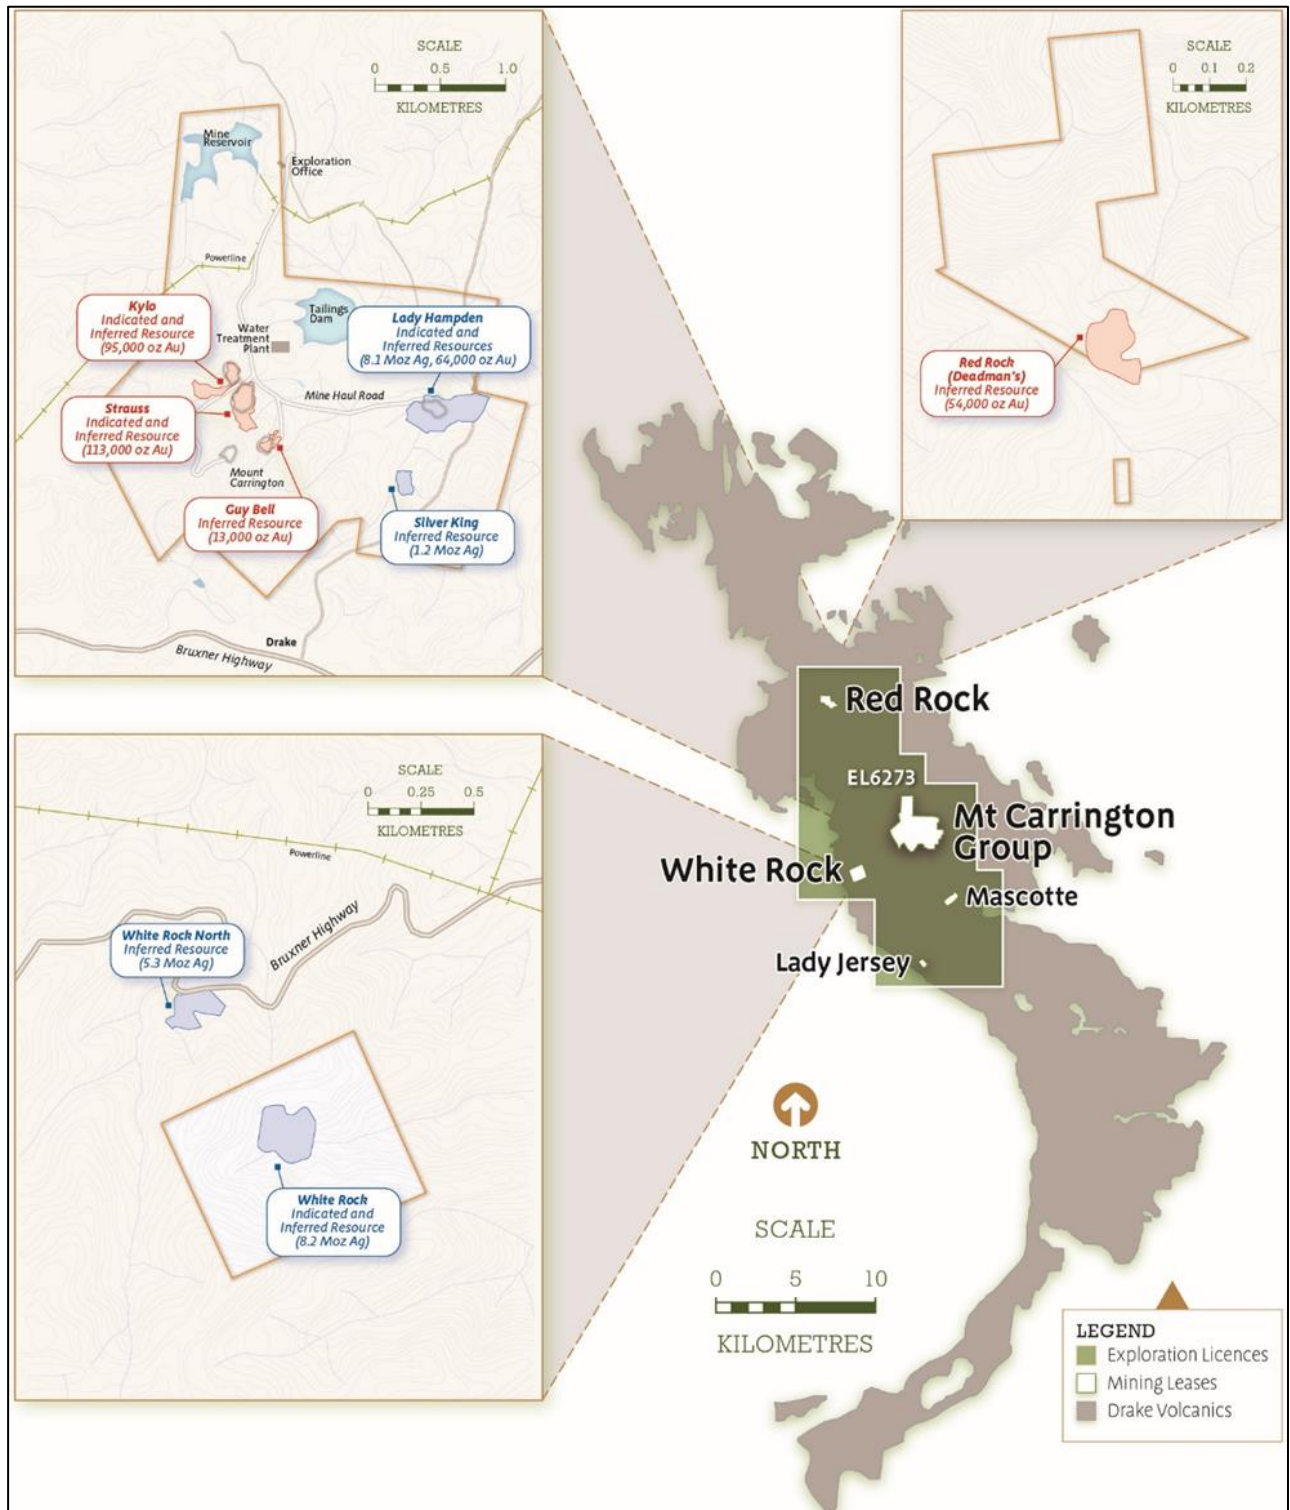 SCALE
0 0.5 1.0
KILOMETRES
Mine
Reservoir
Exploration
Office
Powerline
Kylo
Indicated and
Inferred Resource
(95,000 oz Au)
Water
Treatment
Plant
Tailings
Dam
Lady Hampden
Indicated and
Inferred Resources
(8.1 Moz Ag, 64,000 oz Au)
Mine Haul Road
Strauss
Indicated and
Inferred Resource
(113,000 oz Au)
Mount
Carrington
Guy Bell
Inferred Resource
(13,000 oz Au)
Silver King
Inferred Resource
(1.2 Moz Ag)
Drake
Bruxner Highway
SCALE
0 0.1 0.2
KILOMETRES
Red Rock
(Deadman's)
Inferred Resource
(54,000 oz Au)
SCALE
0 0.25 0.5
KILOMETRES
Powerline
Bruxner Highway
White Rock North
Inferred Resource
(5.3 Moz Ag)
White Rock
Indicated and
Inferred Resource
(8.2 Moz Ag)
Red Rock
EL6273
Mt Carrington
Group
White Rock
Mascotte
Lady Jersey
NORTH
SCALE
0 5 10
KILOMETRES
LEGEND
Exploration Licences
Mining Leases
Drake Volcanics